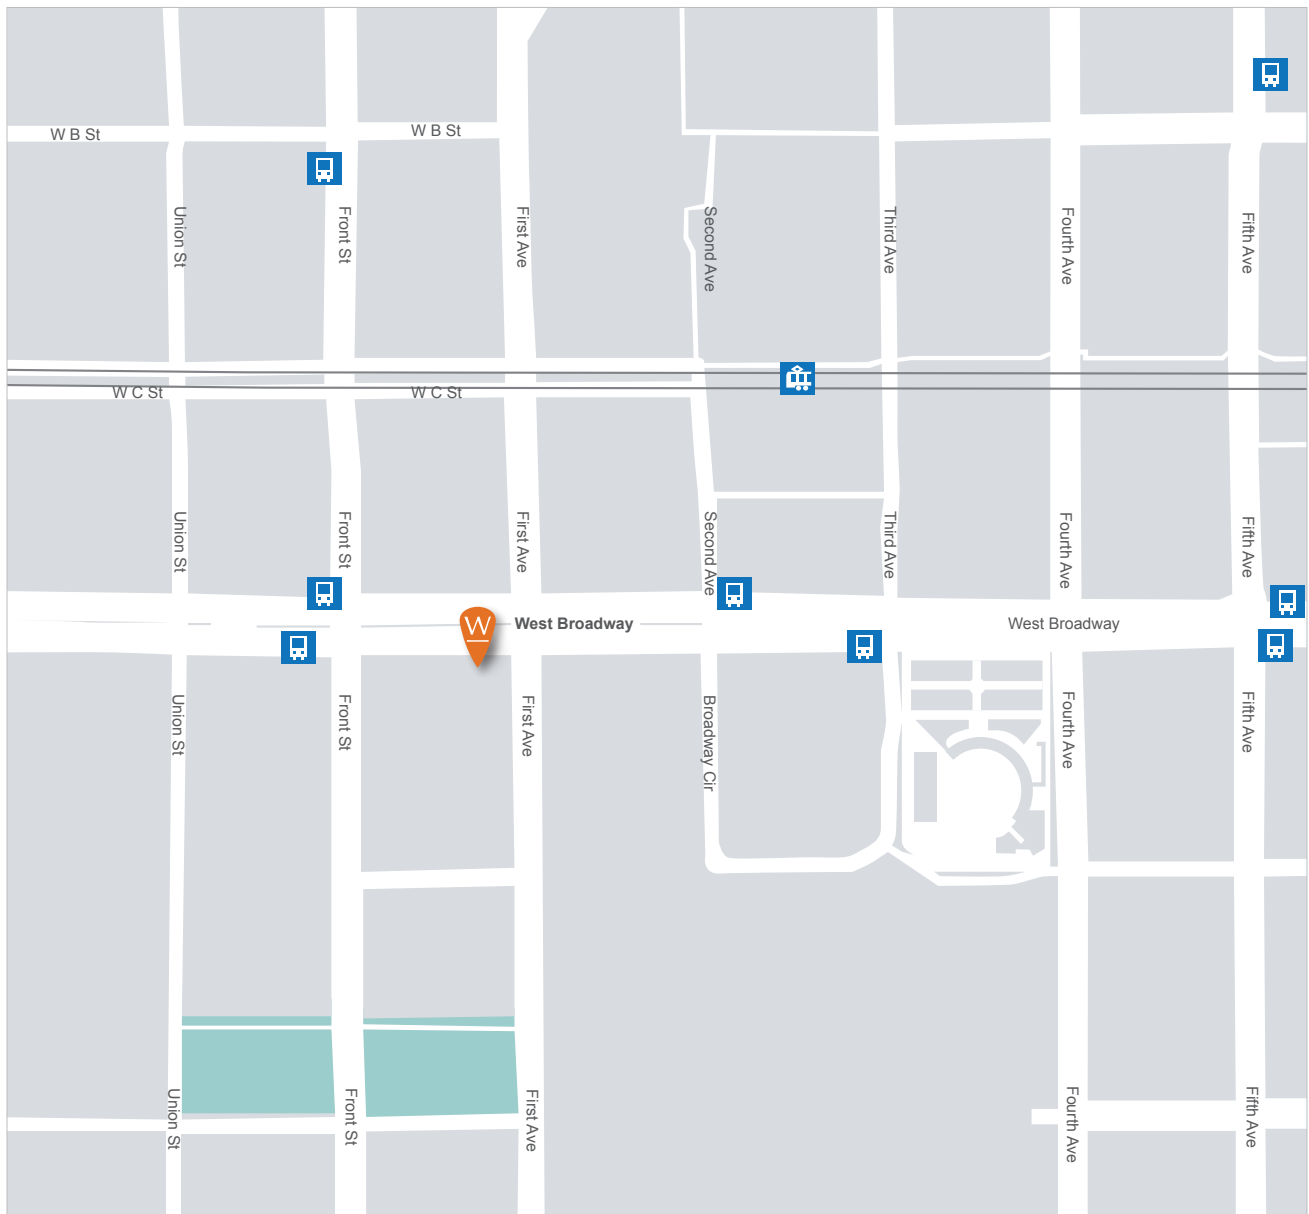 W B St
W B St
Union St
Front St
First Ave
Second Ave
Third Ave
Fourth Ave
Fifth Ave
W C St
W C St
Union St
Front St
First Ave
Second Ave
Third Ave
Fourth Ave
Fifth Ave
W
West Broadway
West Broadway
Union St
Front St
First Ave
Broadway Cir
Fourth Ave
Fifth Ave
Union St
Front St
First Ave
Fourth Ave
Fifth Ave